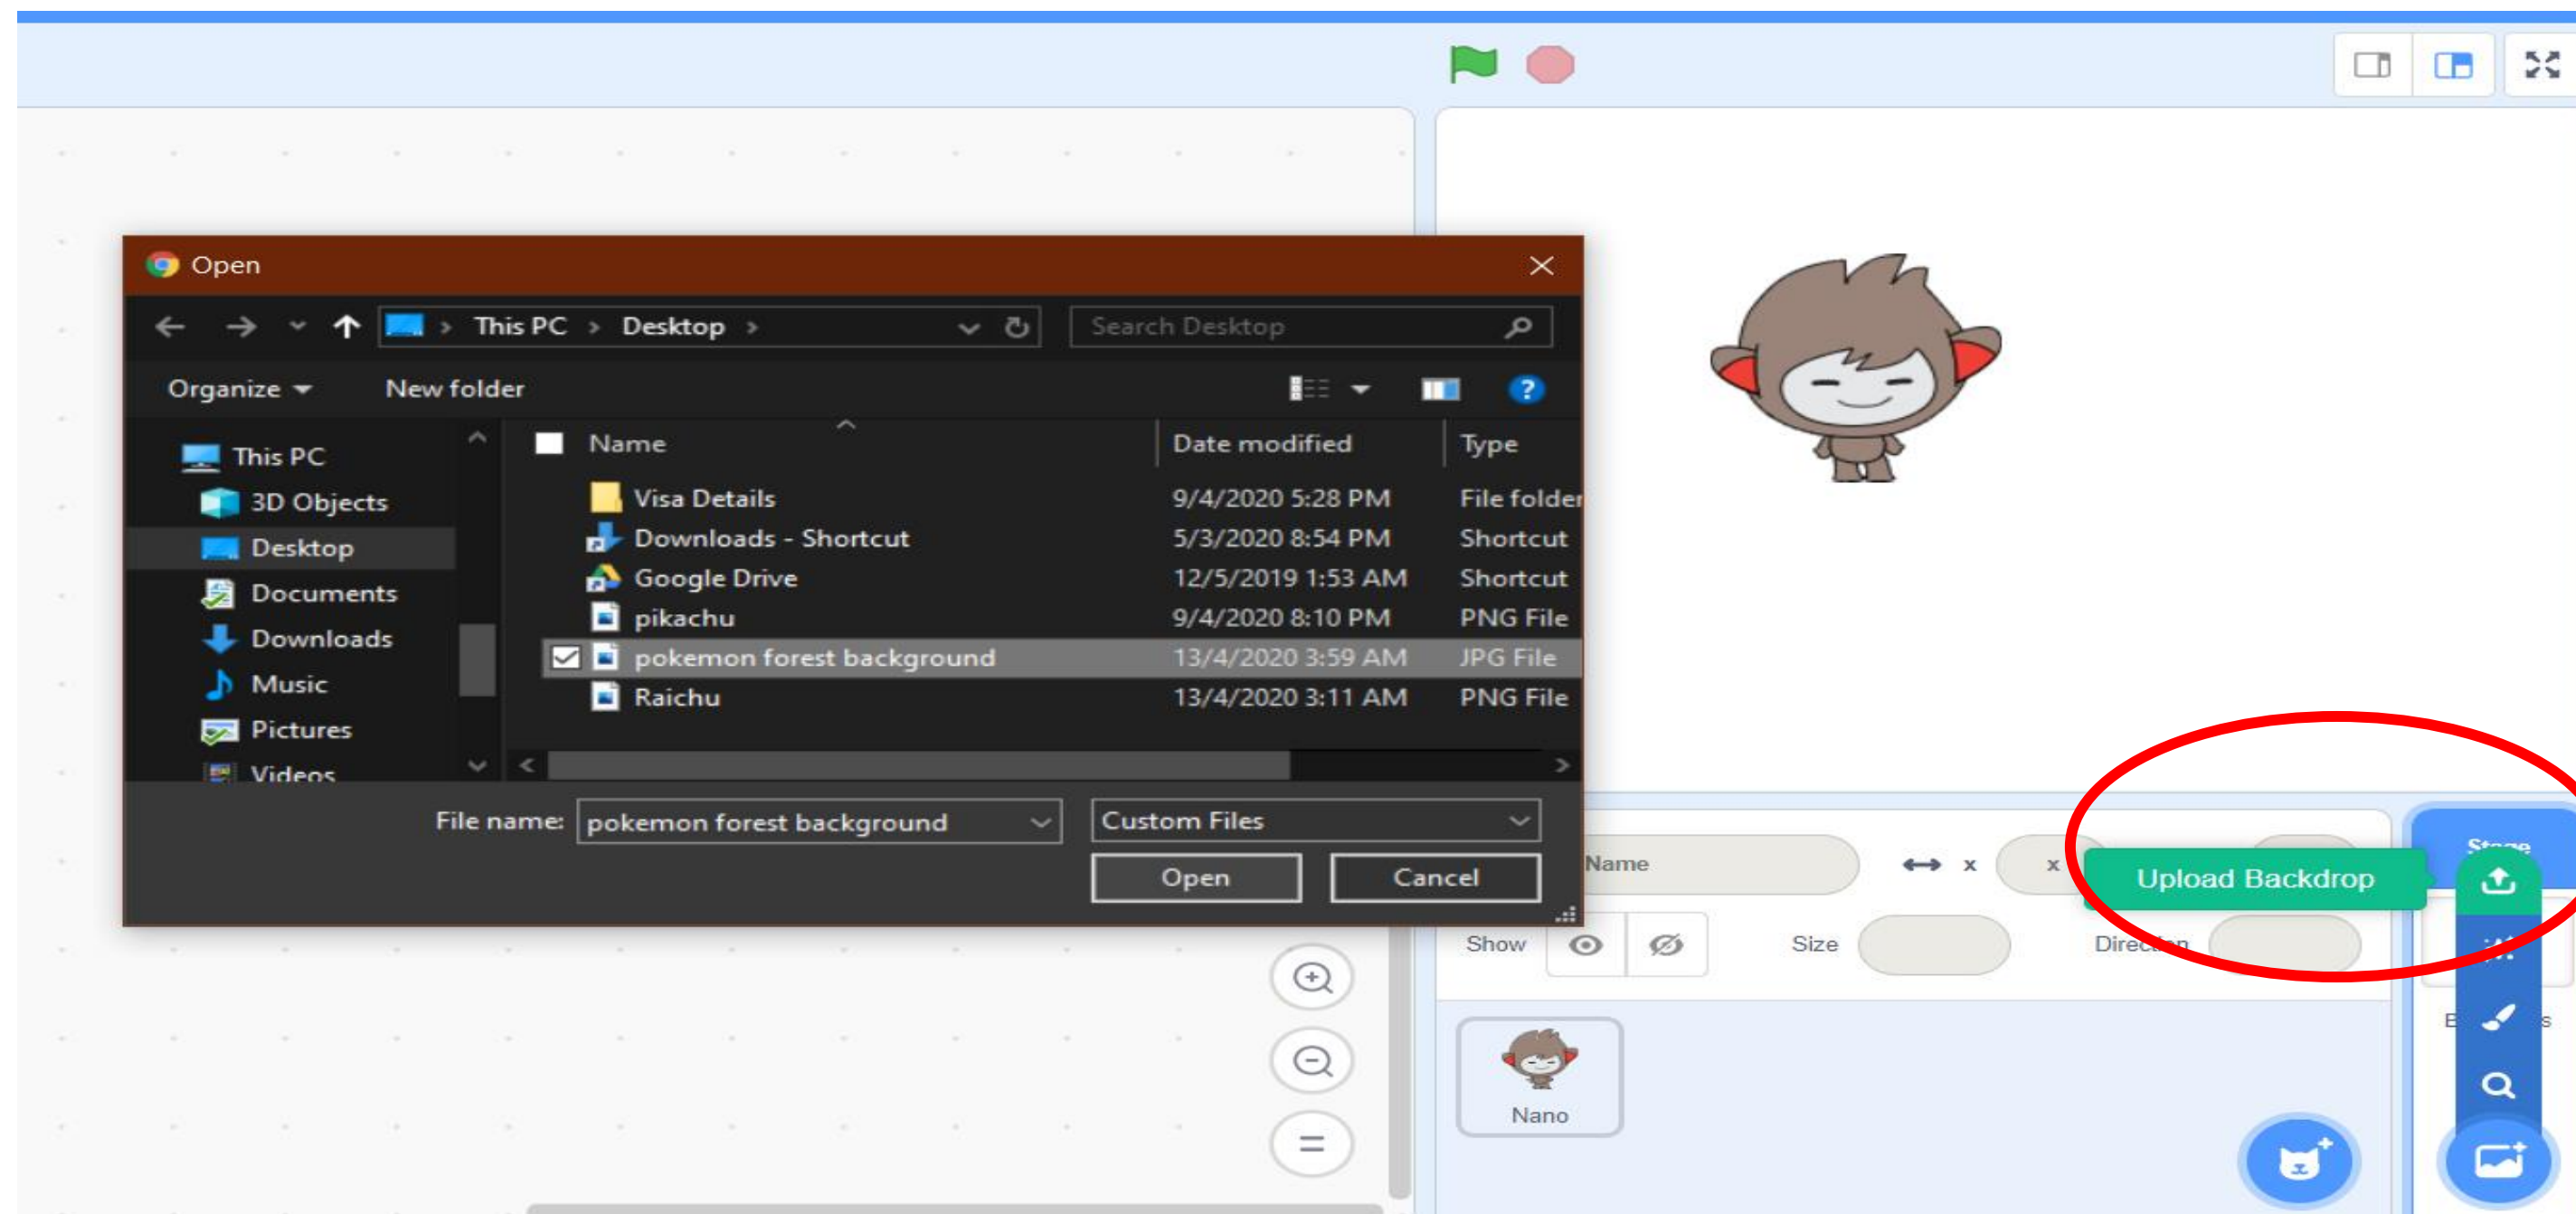 Open
This PC > Desktop >
Search Desktop
Organize
New folder
This PC
3D Objects
Desktop
Documents
Downloads
Music
Pictures
Videos
Name Date modified Type
Visa Details 9/4/2020 5:28 PM File folder
Downloads - Shortcut 5/3/2020 8:54 PM Shortcut
Google Drive 12/5/2019 1:53 AM Shortcut
pikachu 9/4/2020 8:10 PM PNG File
pokemon forest background 13/4/2020 3:59 AM JPG File
Raichu 13/4/2020 3:11 AM PNG File
File name: pokemon forest background
Custom Files
Open
Cancel
Name
x
x
Stage
Upload Backdrop
Show
Size
Direction
Nano